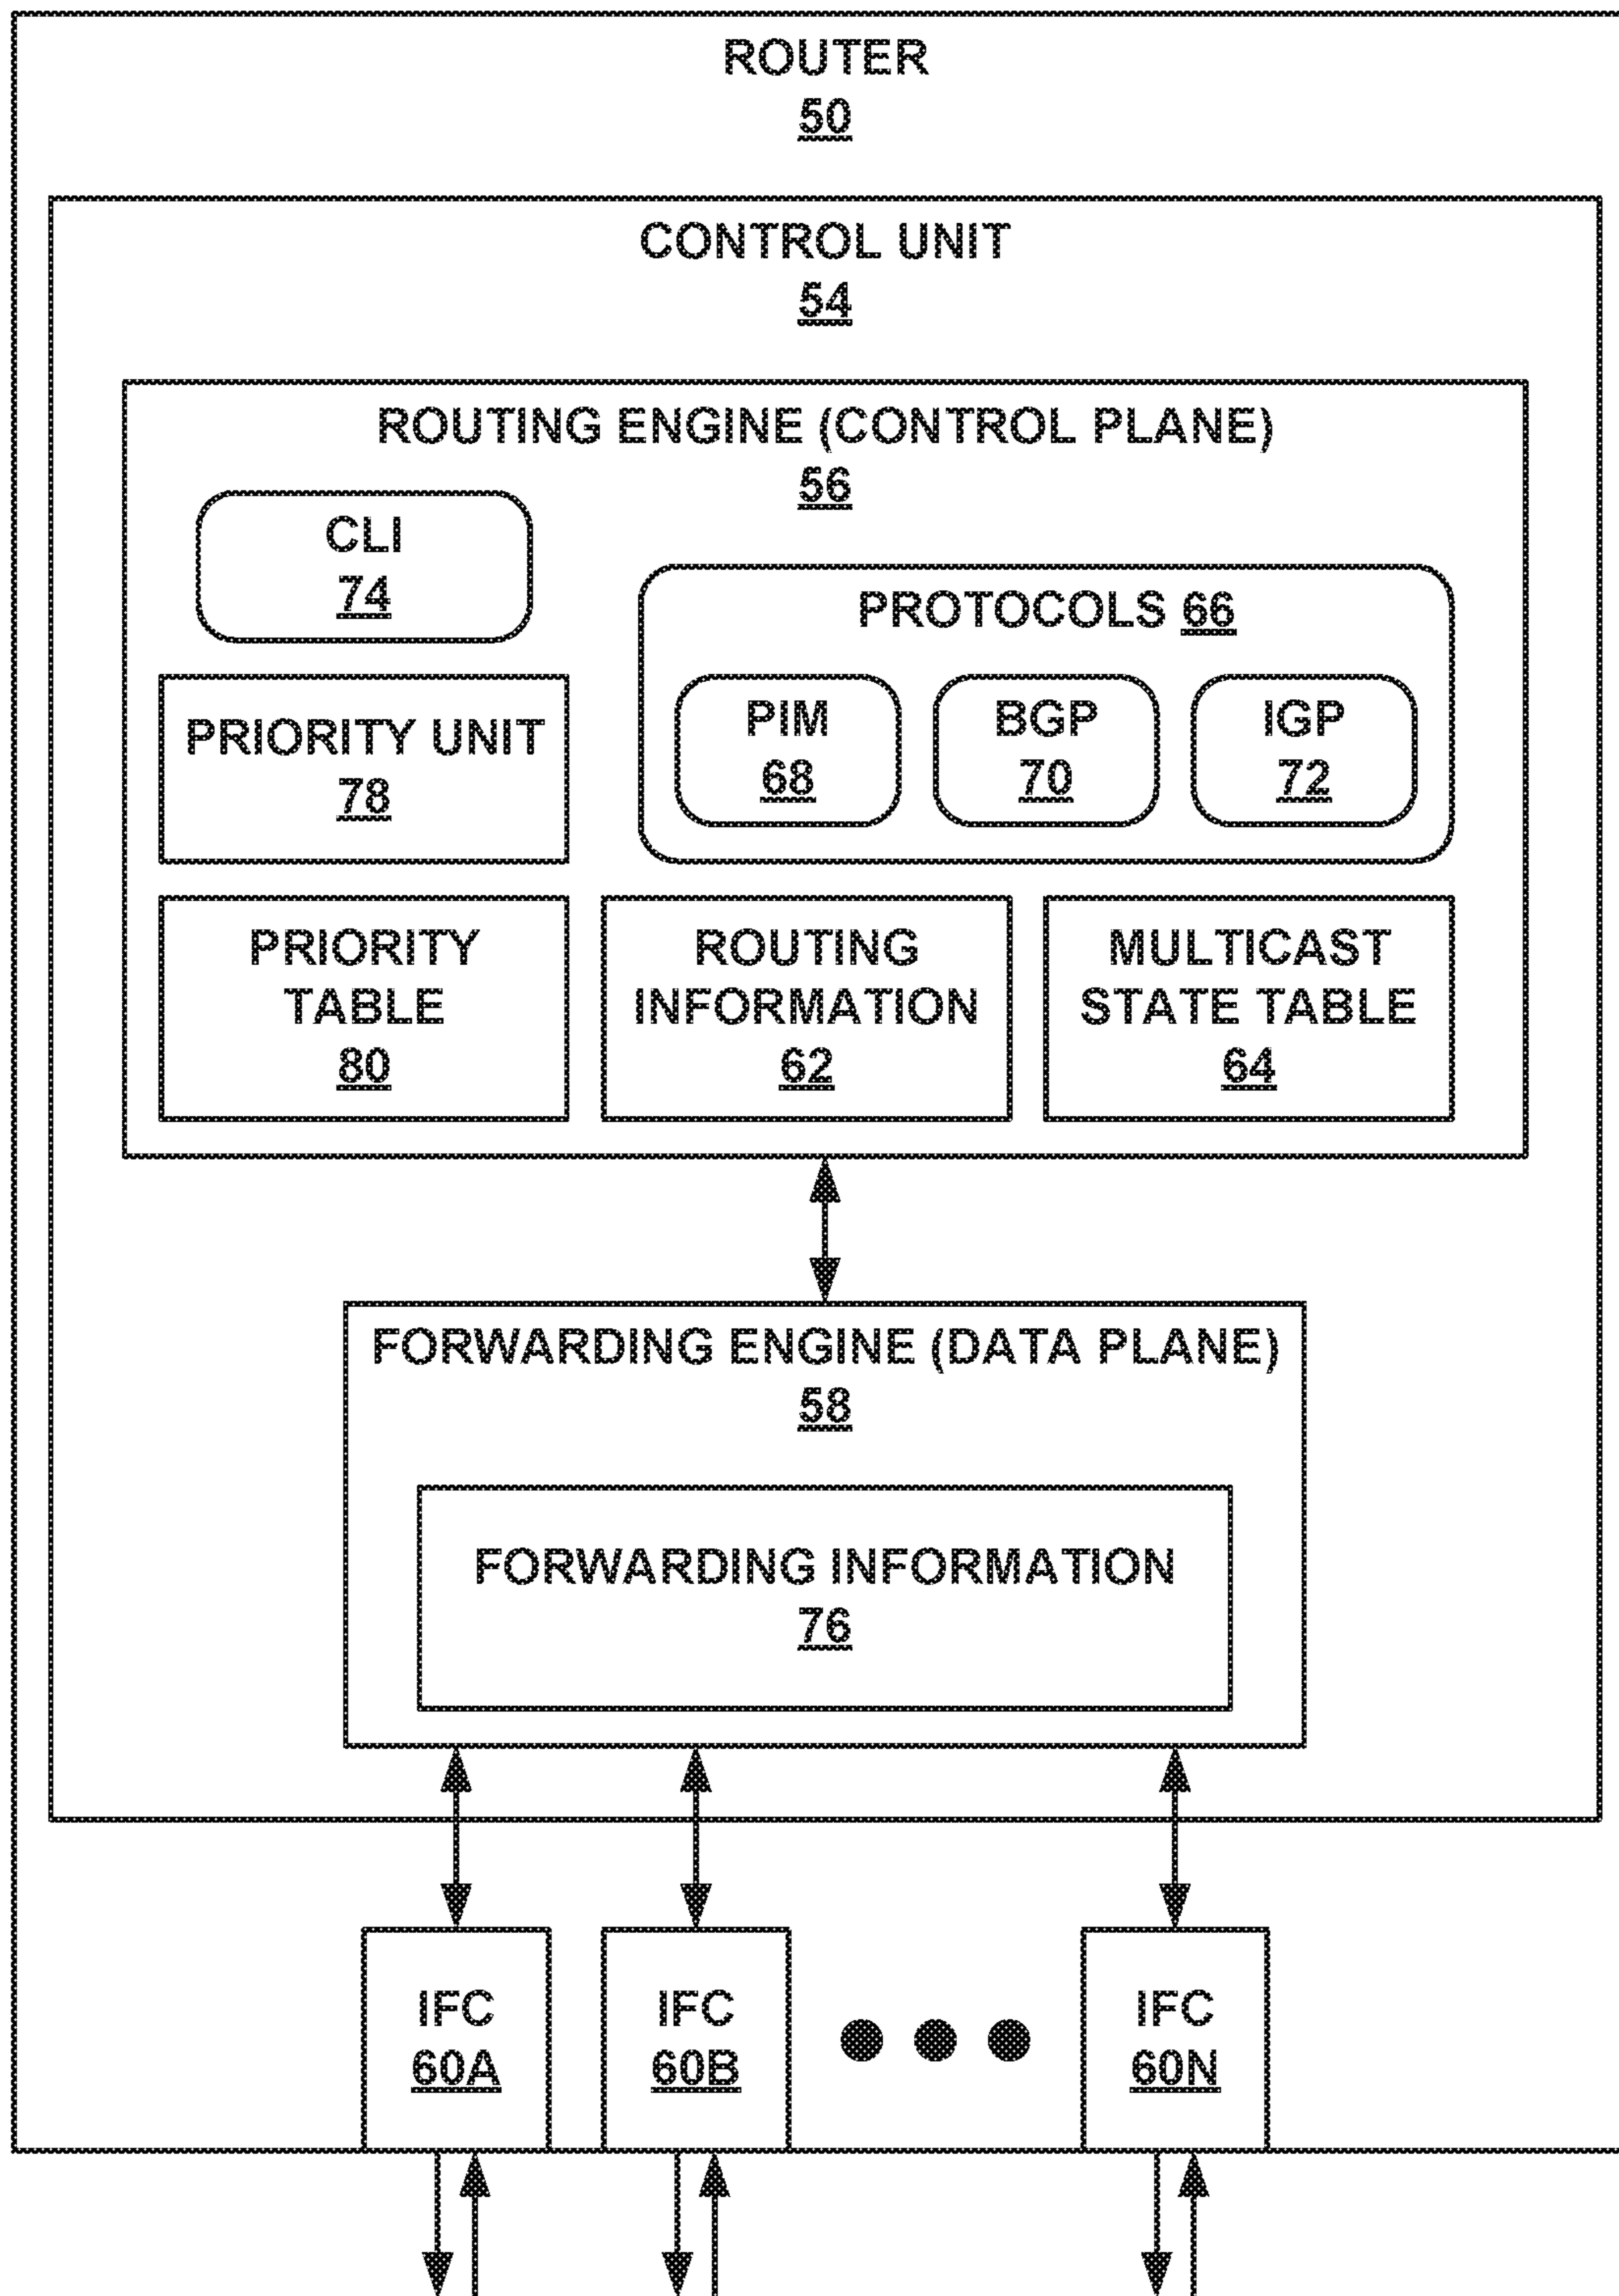 ROUTER
50
CONTROL UNIT
54
ROUTING ENGINE (CONTROL PLANE)
56
CLI
74
PROTOCOLS 66
PIM
68
BGP
70
IGP
72
PRIORITY UNIT
78
PRIORITY
TABLE
80
ROUTING
INFORMATION
62
MULTICAST
STATE TABLE
64
FORWARDING ENGINE (DATA PLANE)
58
FORWARDING INFORMATION
76
IFC
60A
IFC
60B
IFC
60N